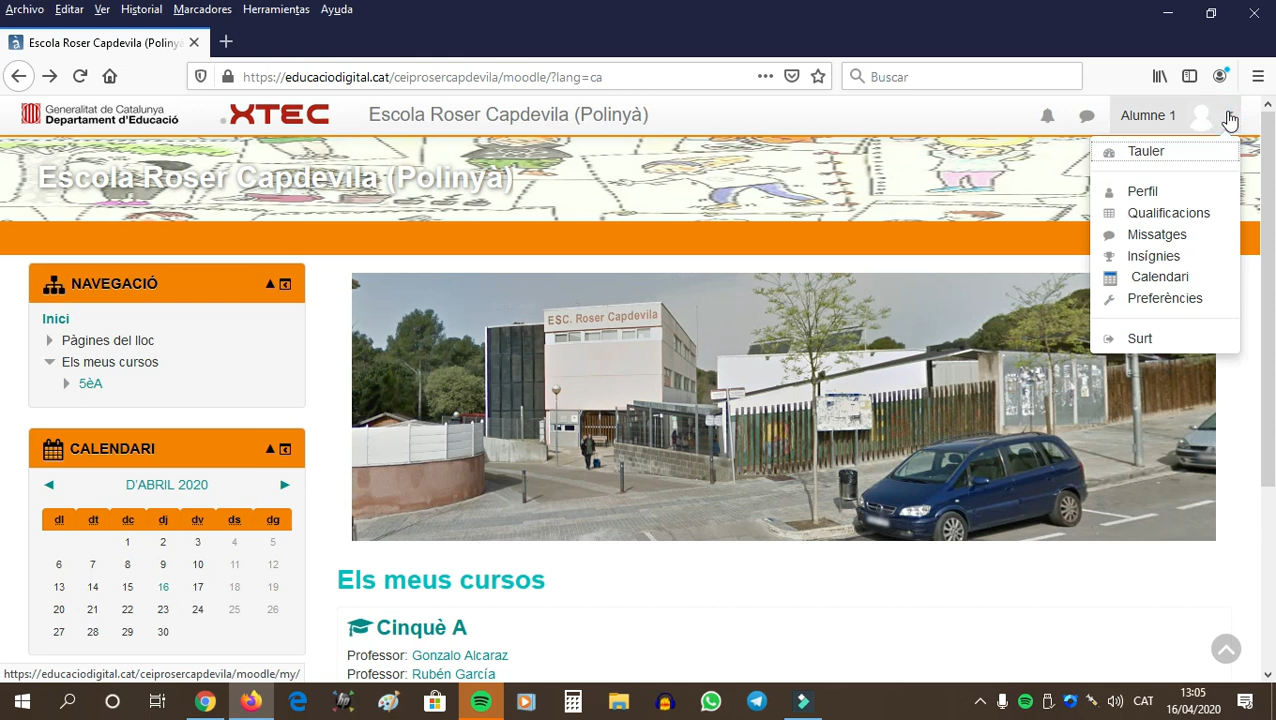 Archivo Editar Ver Historial Marcadores Herramientas Ayuda
Escola Roser Capdevila (Polinyà
https://educaciodigital.cat/ceiprosercapdevila/moodle/?lang=ca
Buscar
Generalitat de Catalunya
Departament d'Educació
XTEC
Escola Roser Capdevila (Polinyà)
Alumne 1
Escola Roser Capdevila (Polinyà)
Tauler
Perfil
Qualificacions
Missatges
Insígnies
Calendari
Preferències
Surt
NAVEGACIÓ
Inici
Pàgines del lloc
Els meus cursos
5èA
ESC. Roser Capdevila
CALENDARI
D'ABRIL 2020
dl dt dc dj dv ds dg
1 2 3 4 5
6 7 8 9 10 11 12
13 14 15 16 17 18 19
20 21 22 23 24 25 26
27 28 29 30
Els meus cursos
Cinquè A
Professor: Gonzalo Alcaraz
Professor: Rubén García
https://educaciodigital.cat/ceiprosercapdevila/moodle/my/
CAT
13:05
16/04/2020